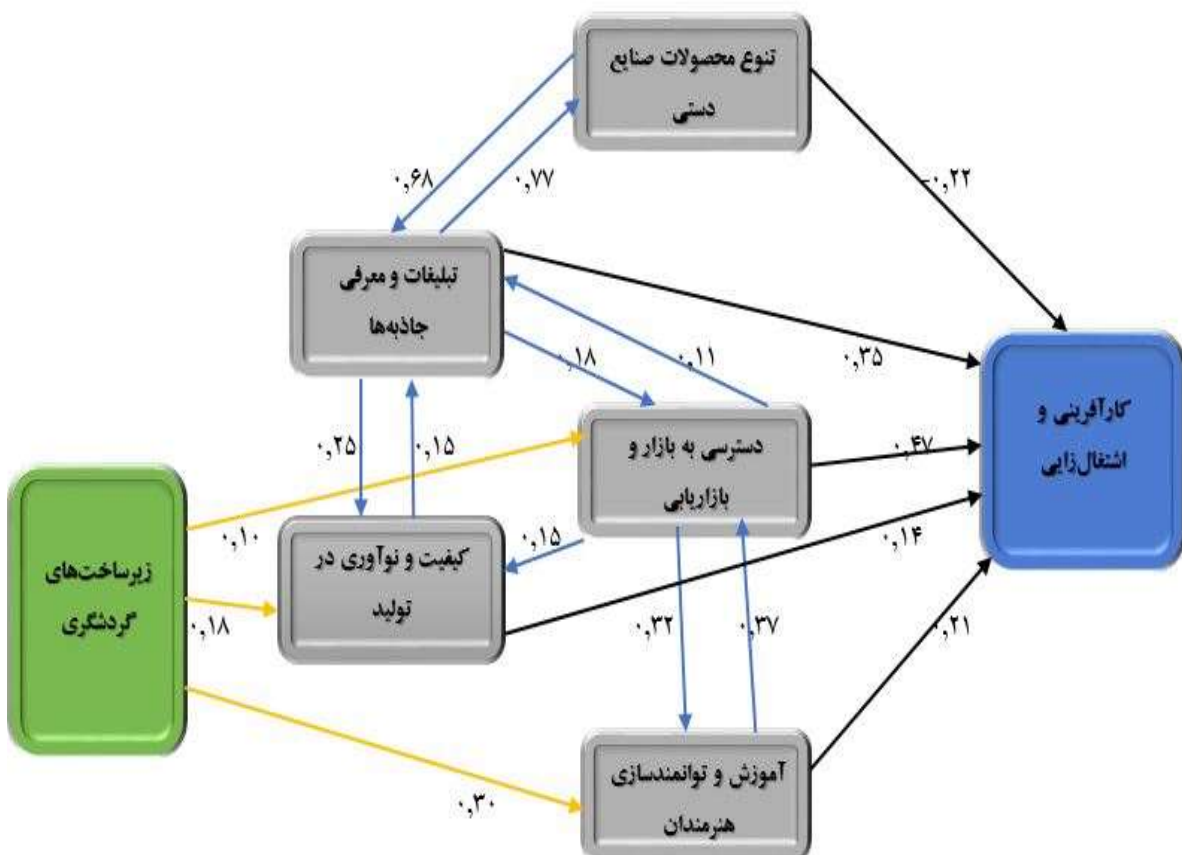 تنوع محصولات صنایع
دستی
۰,۶۸
۰,۷۷
-۰,۲۲
تبلیغات و معرفی
جاذبه‌ها
۰,۱۸
۰,۱۱
۰,۳۵
کارآفرینی و
اشتغال‌زایی
دسترسی به بازار و
بازاریابی
۰,۲۵
۰,۱۵
۰,۴۷
۰,۱۰
۰,۱۵
۰,۱۴
کیفیت و نوآوری در
تولید
زیرساخت‌های
گردشگری
۰,۱۸
۰,۳۲
۰,۳۷
۰,۲۱
۰,۳۰
آموزش و توانمندسازی
هنرمندان